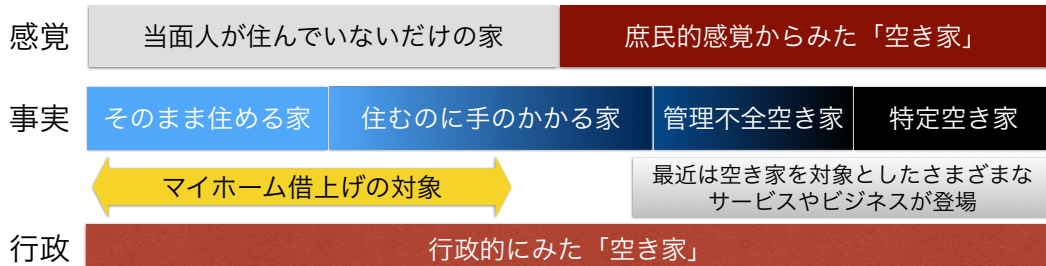 感覚
当面人が住んでいないだけの家
庶民的感覚からみた「空き家」
事実
そのまま住める家
住むのに手のかかる家
管理不全空き家
特定空き家
マイホーム借上げの対象
最近は空き家を対象としたさまざまな
サービスやビジネスが登場
行政
行政的にみた「空き家」